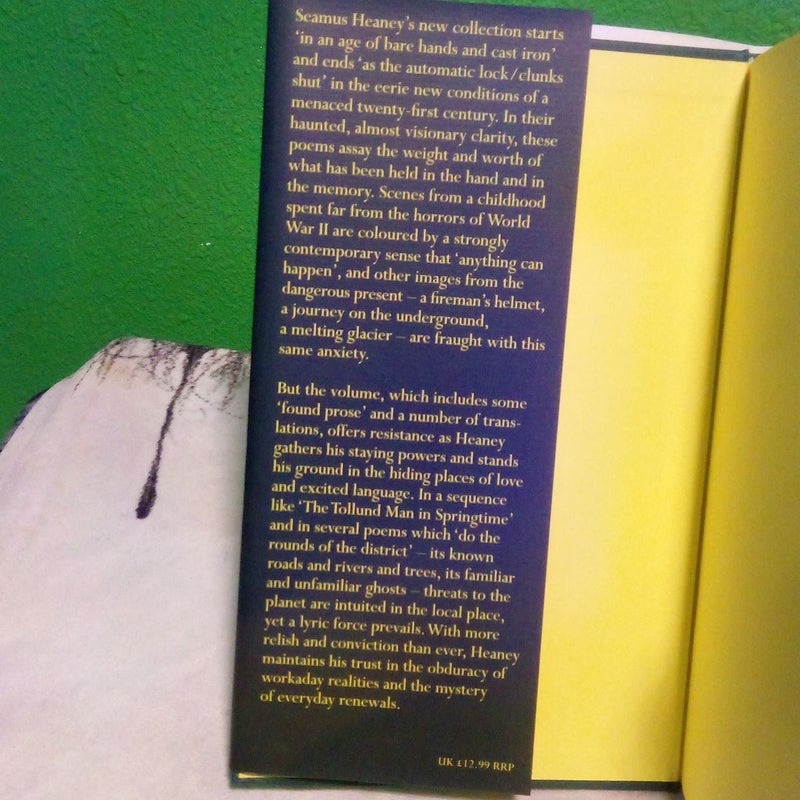 Seamus Heaney's new collection starts
'in an age of bare hands and cast iron'
and ends 'as the automatic lock / clunks
shut' in the eerie new conditions of a
menaced twenty-first century. In their
haunted, almost visionary clarity, these
poems assay the weight and worth of
what has been held in the hand and in
the memory. Scenes from a childhood
spent far from the horrors of World
War II are coloured by a strongly
contemporary sense that 'anything can
happen', and other images from the
dangerous present – a fireman's helmet,
a journey on the underground,
a melting glacier – are fraught with this
same anxiety.
But the volume, which includes some
'found prose' and a number of trans-
lations, offers resistance as Heaney
gathers his staying powers and stands
his ground in the hiding places of love
and excited language. In a sequence
like 'The Tollund Man in Springtime'
and in several poems which 'do the
rounds of the district' – its known
roads and rivers and trees, its familiar
and unfamiliar ghosts – threats to the
planet are intuited in the local place,
yet a lyric force prevails. With more
relish and conviction than ever, Heaney
maintains his trust in the obduracy of
workaday realities and the mystery
of everyday renewals.
UK £12.99 RRP